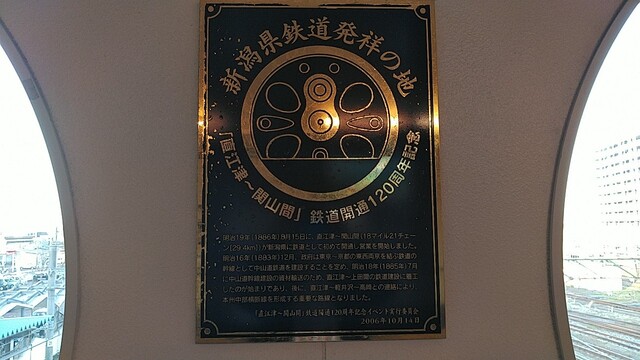 新潟県鉄道発祥の地
「直江津～関山間」鉄道開通120周年記念
明治19年(1886年)8月15日に、直江津～関山間(18マイル21チェー
ン(29.4km))が新潟県に鉄道として初めて開通し営業を開始しました。
明治16年(1883年)12月、政府は東京～京都の東西両京を結ぶ鉄道の
幹線として中山道鉄道を建設することを定め、明治18年(1885年)7月
に中山道幹線建設の資材輸送のため、直江津～上田間の鉄道建設に着工
したのが始まりであり、後に、直江津～軽井沢～高崎との連絡により、
本州中部横断線を形成する重要な路線となりました。
「直江津～関山間」鉄道開通120周年記念イベント実行委員会
2006年10月14日